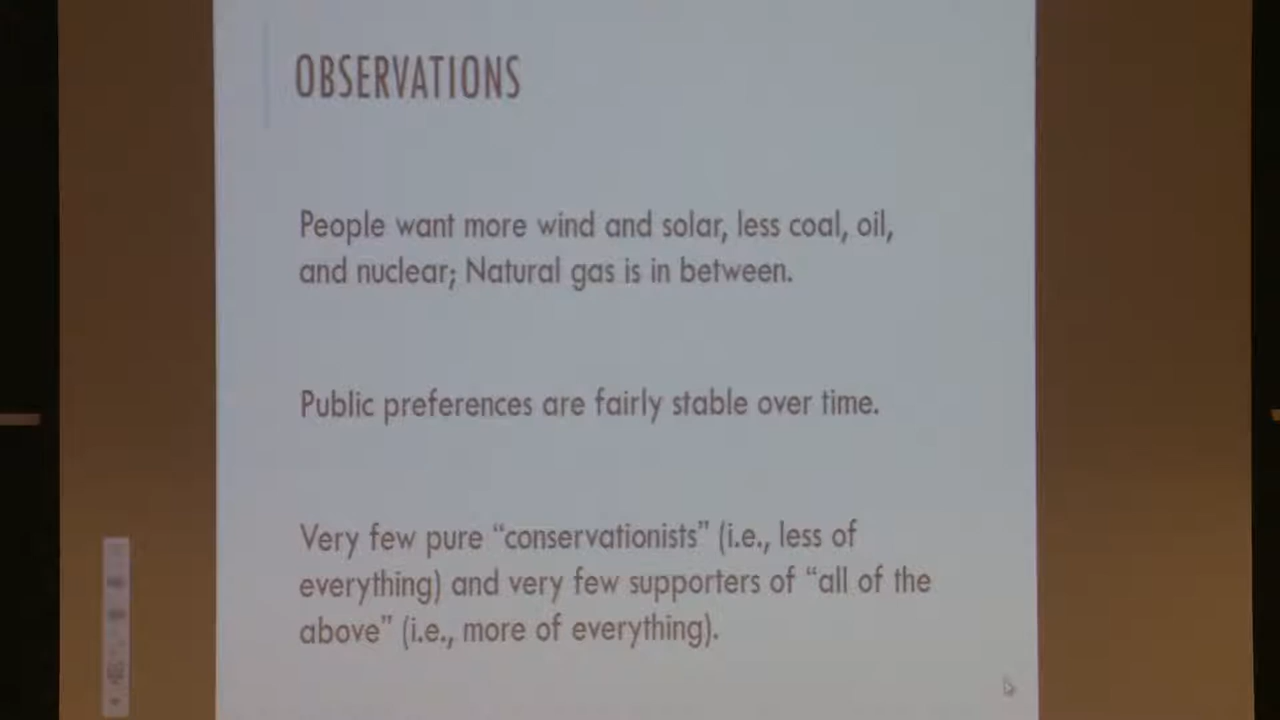 OBSERVATIONS
People want more wind and solar, less coal, oil,
and nuclear; Natural gas is in between.
Public preferences are fairly stable over time.
Very few pure “conservationists” (i.e., less of
everything) and very few supporters of “all of the
above” (i.e., more of everything).